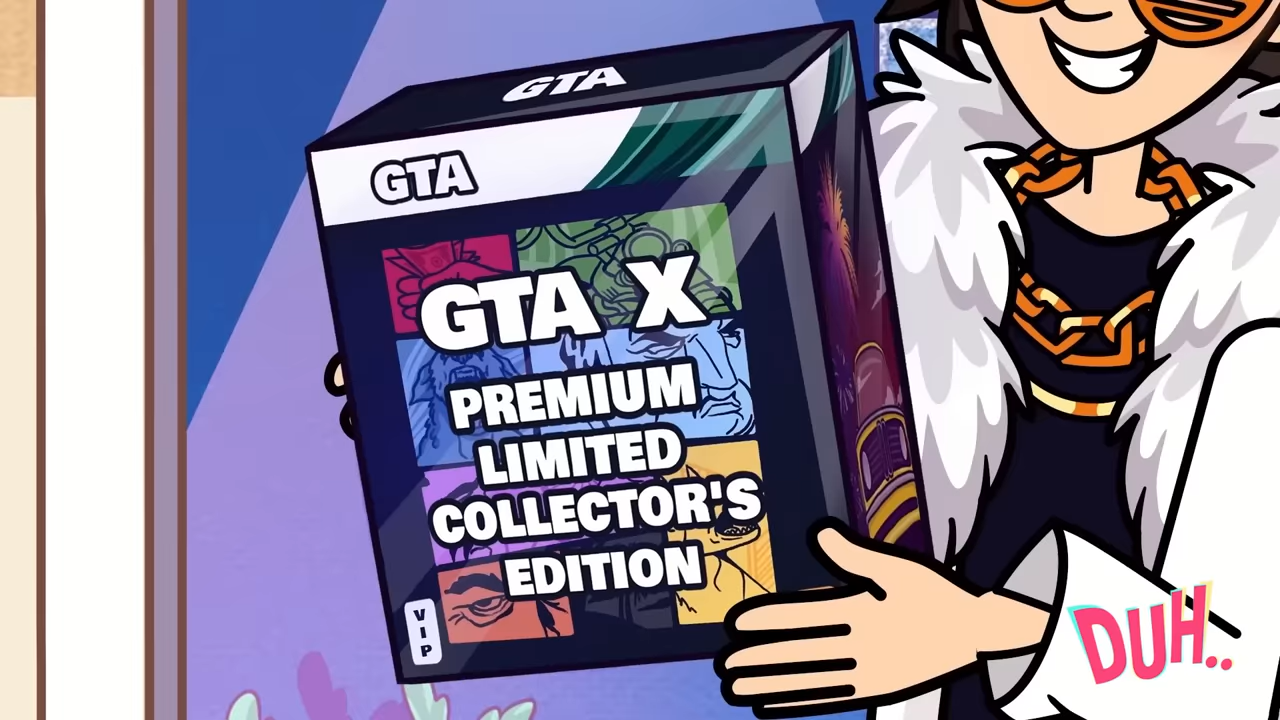 GTA
GTA
GTA X
PREMIUM
LIMITED
COLLECTOR'S
EDITION
VIP
DUH..